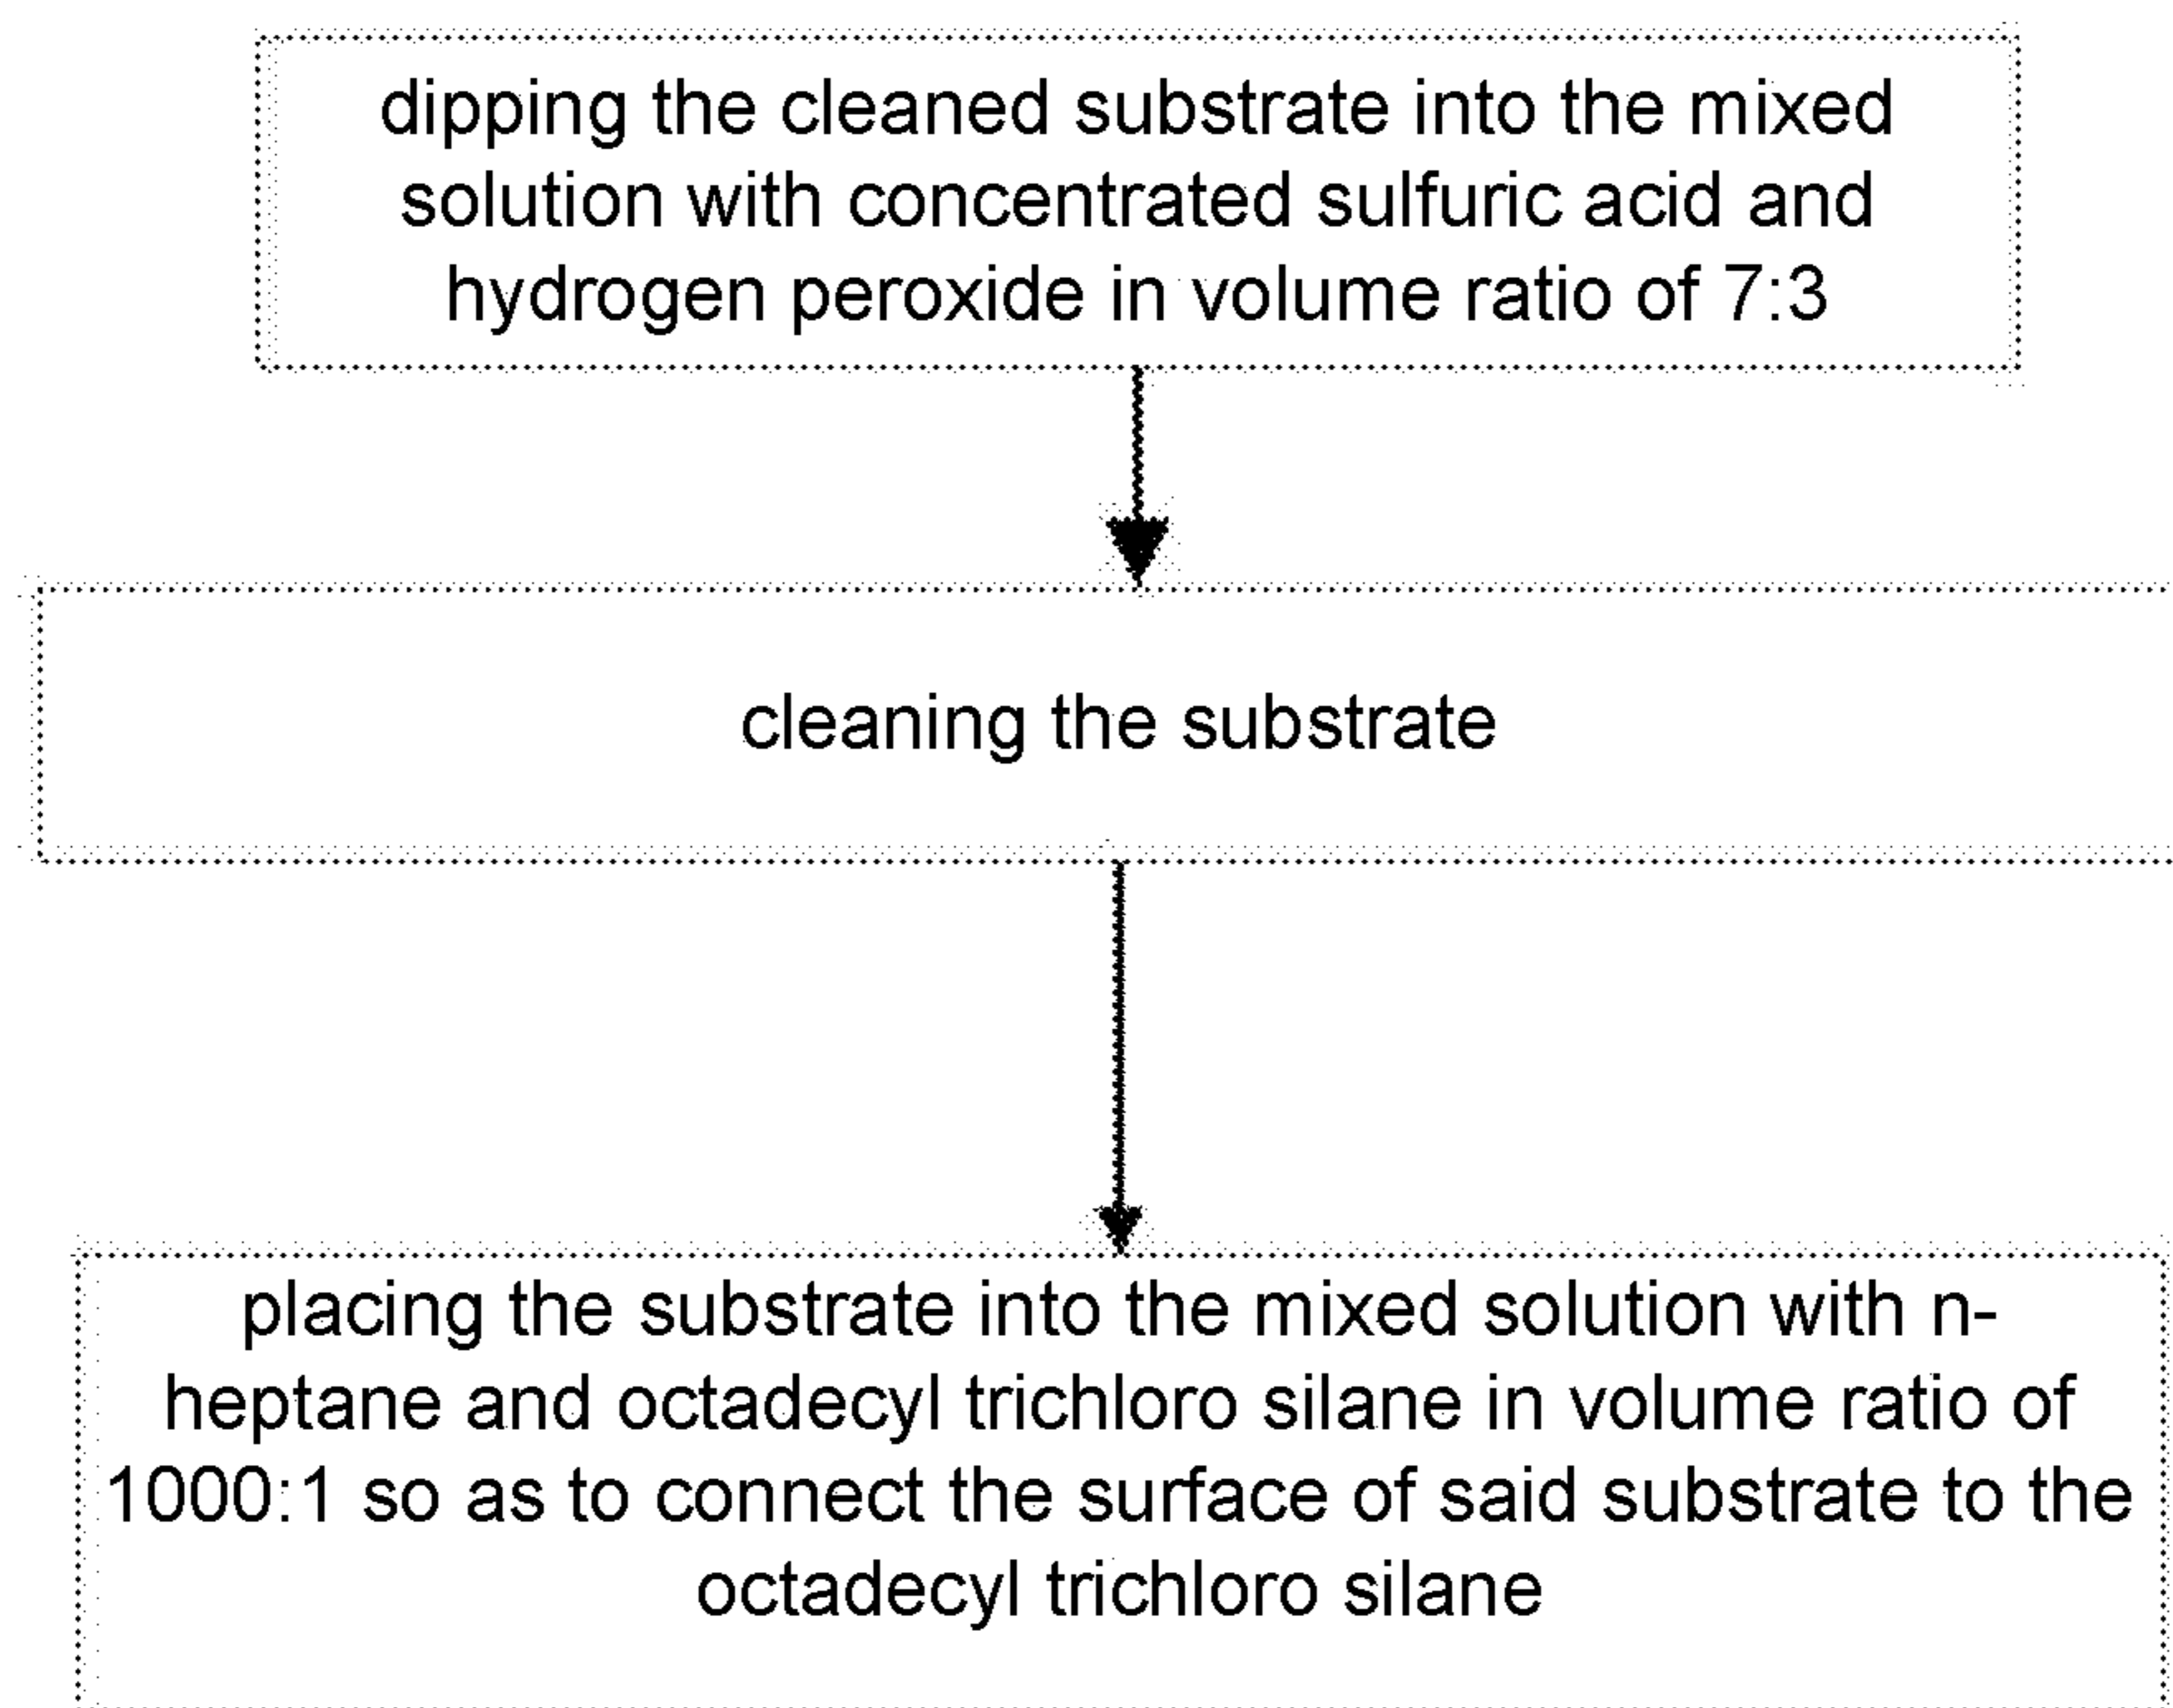 dipping the cleaned substrate into the mixed
solution with concentrated sulfuric acid and
hydrogen peroxide in volume ratio of 7:3
cleaning the substrate
placing the substrate into the mixed solution with n-
heptane and octadecyl trichloro silane in volume ratio of
1000:1 so as to connect the surface of said substrate to the
octadecyl trichloro silane